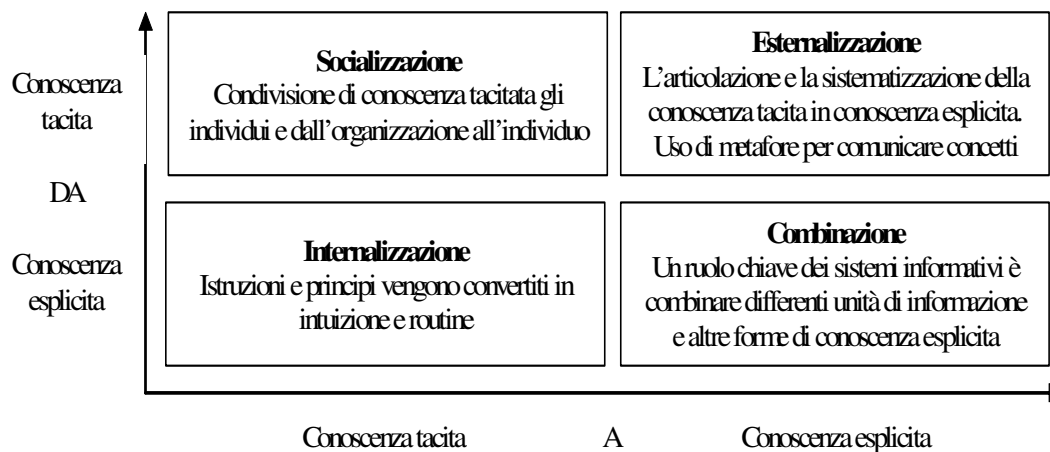 Conoscenza
tacita
DA
Conoscenza
esplicita
Socializzazione
Condivisione di conoscenza tacitata gli
individui e dall'organizzazione all'individuo
Esternalizzazione
L'articolazione e la sistematizzazione della
conoscenza tacita in conoscenza esplicita.
Uso di metafore per comunicare concetti
Internalizzazione
Istruzioni e principi vengono convertiti in
intuizione e routine
Combinazione
Un ruolo chiave dei sistemi informativi è
combinare differenti unità di informazione
e altre forme di conoscenza esplicita
Conoscenza tacita A Conoscenza esplicita